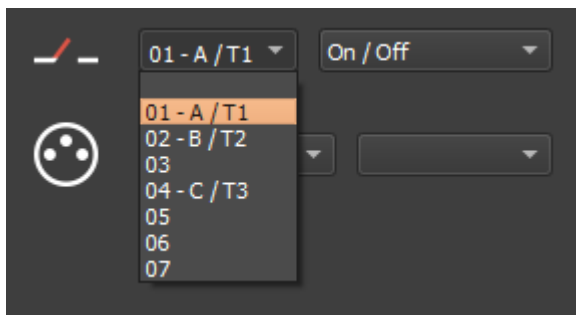 01 - A / T1
On / Off
01 - A / T1
02 - B / T2
03
04 - C / T3
05
06
07